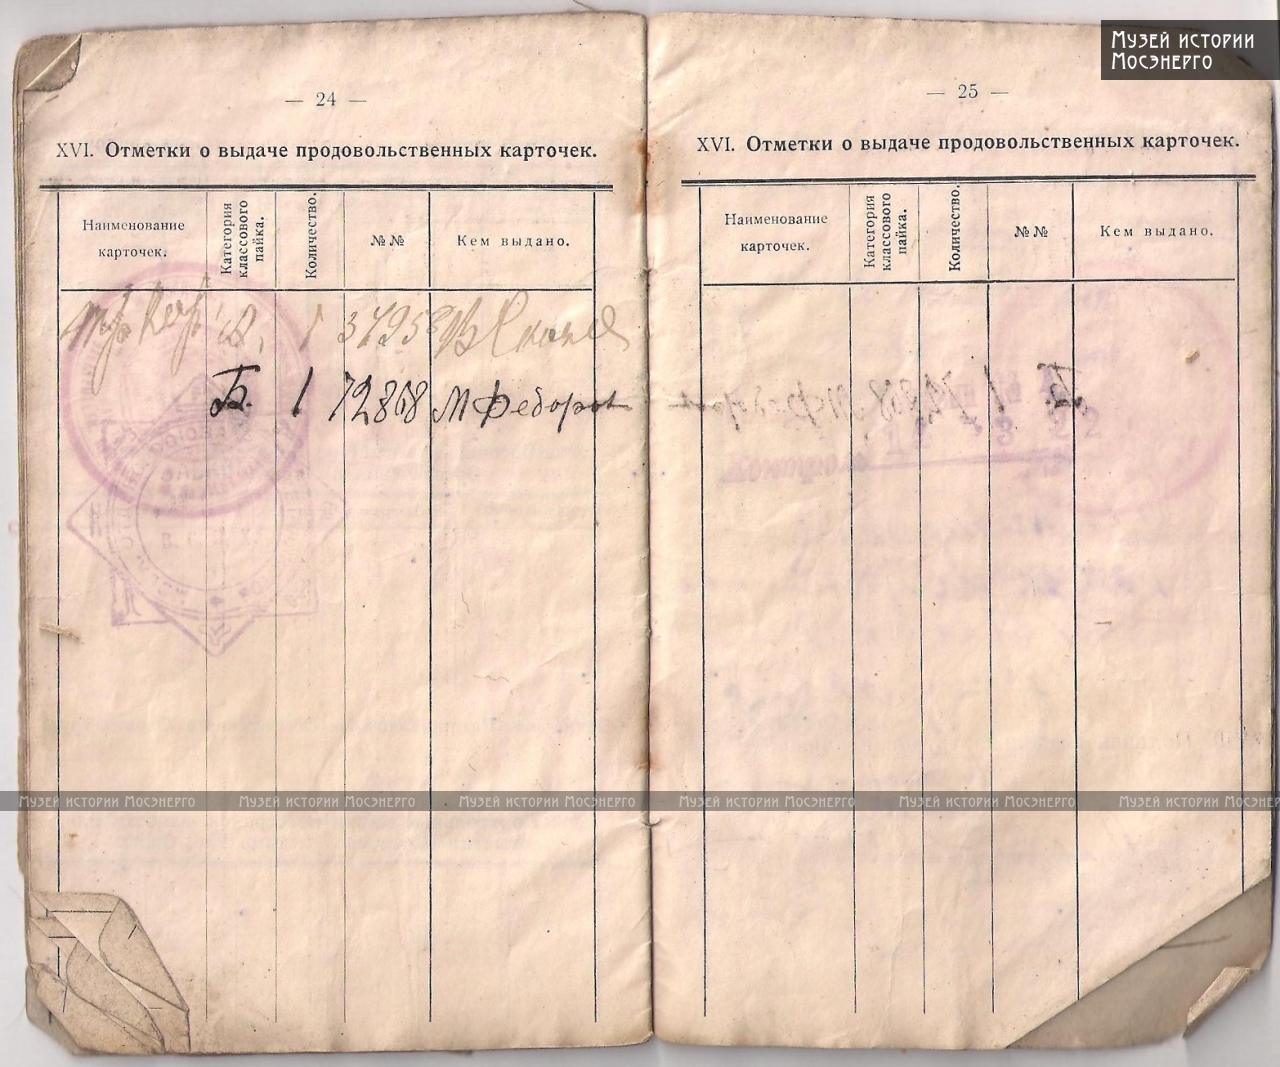 Музей истории
Мосэнерго
— 24 —
XVI. Отметки о выдаче продовольственных карточек.
Наименование карточек.
Категория классового пайка.
Количество.
№№
Кем выдано.
Б. 1 72868 М Федоров
— 25 —
XVI. Отметки о выдаче продовольственных карточек.
Наименование карточек.
Категория классового пайка.
Количество.
№№
Кем выдано.
Музей истории Мосэнерго Музей истории Мосэнерго Музей истории Мосэнерго Музей истории Мосэнерго Музей истории Мосэнерго Музей истории Мосэнерго